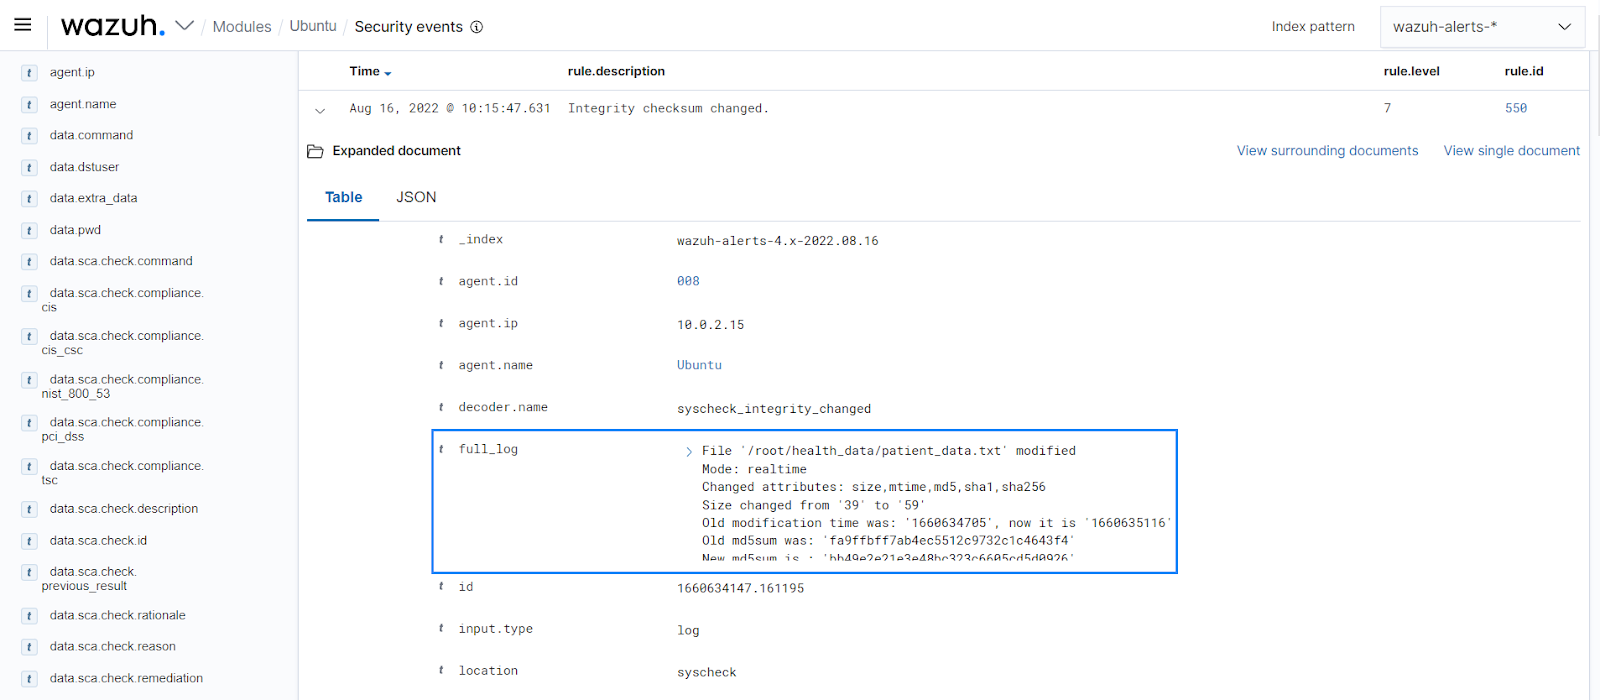 wazuh. / Modules / Ubuntu / Security events
Index pattern
wazuh-alerts-*
t agent.ip
t agent.name
t data.command
t data.dstuser
t data.extra_data
t data.pwd
t data.sca.check.command
t data.sca.check.compliance.
cis
t data.sca.check.compliance.
cis_csc
t data.sca.check.compliance.
nist_800_53
t data.sca.check.compliance.
pci_dss
t data.sca.check.compliance.
tsc
t data.sca.check.description
t data.sca.check.id
t data.sca.check.
previous_result
t data.sca.check.rationale
t data.sca.check.reason
t data.sca.check.remediation
Time rule.description rule.level rule.id
Aug 16, 2022 @ 10:15:47.631 Integrity checksum changed. 7 550
Expanded document
View surrounding documents View single document
Table JSON
t _index wazuh-alerts-4.x-2022.08.16
t agent.id 008
t agent.ip 10.0.2.15
t agent.name Ubuntu
t decoder.name syscheck_integrity_changed
t full_log File '/root/health_data/patient_data.txt' modified
Mode: realtime
Changed attributes: size,mtime,md5,sha1,sha256
Size changed from '39' to '59'
Old modification time was: '1660634705', now it is '1660635116'
Old md5sum was: 'fa9ffbff7ab4ec5512c9732c1c4643f4'
New md5sum is : 'bb49e2e21e3e48bc323c6605cd5d0926'
t id 1660634147.161195
t input.type log
t location syscheck